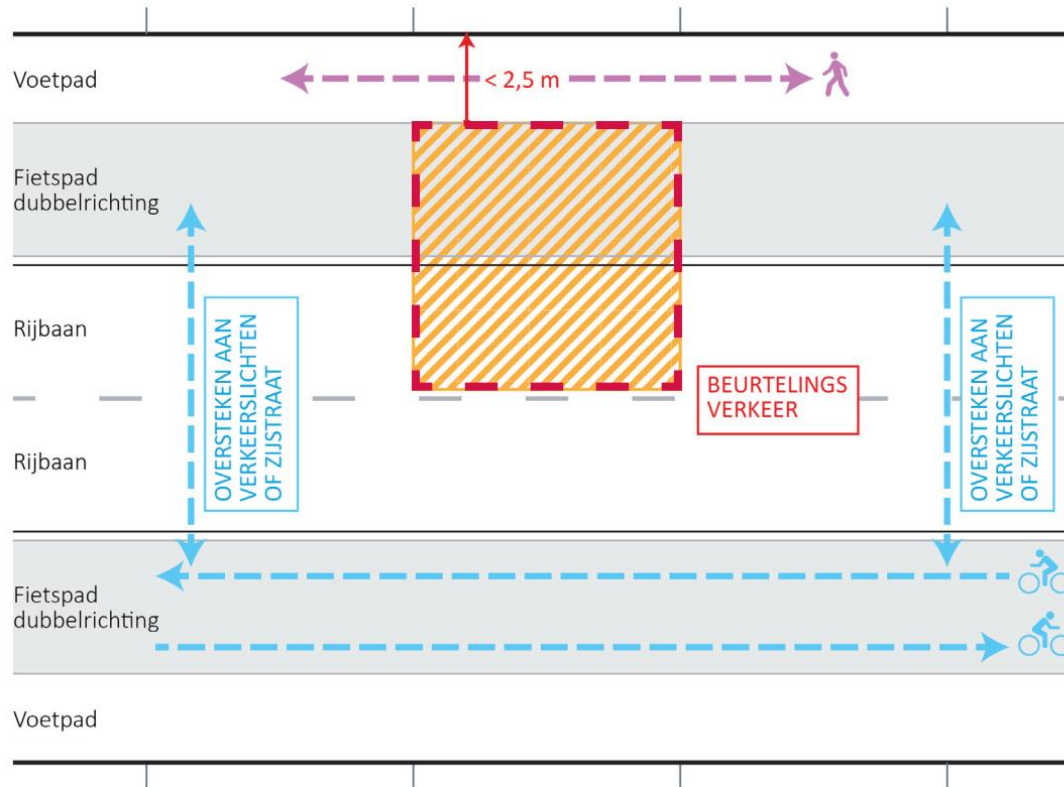 Voetpad
< 2,5 m
Fietspad
dubbelrichting
Rijbaan
OVERSTEKEN AAN
VERKEERSLICHTEN
OF ZIJSTRAAT
BEURTELINGS
VERKEER
OVERSTEKEN AAN
VERKEERSLICHTEN
OF ZIJSTRAAT
Rijbaan
Fietspad
dubbelrichting
Voetpad